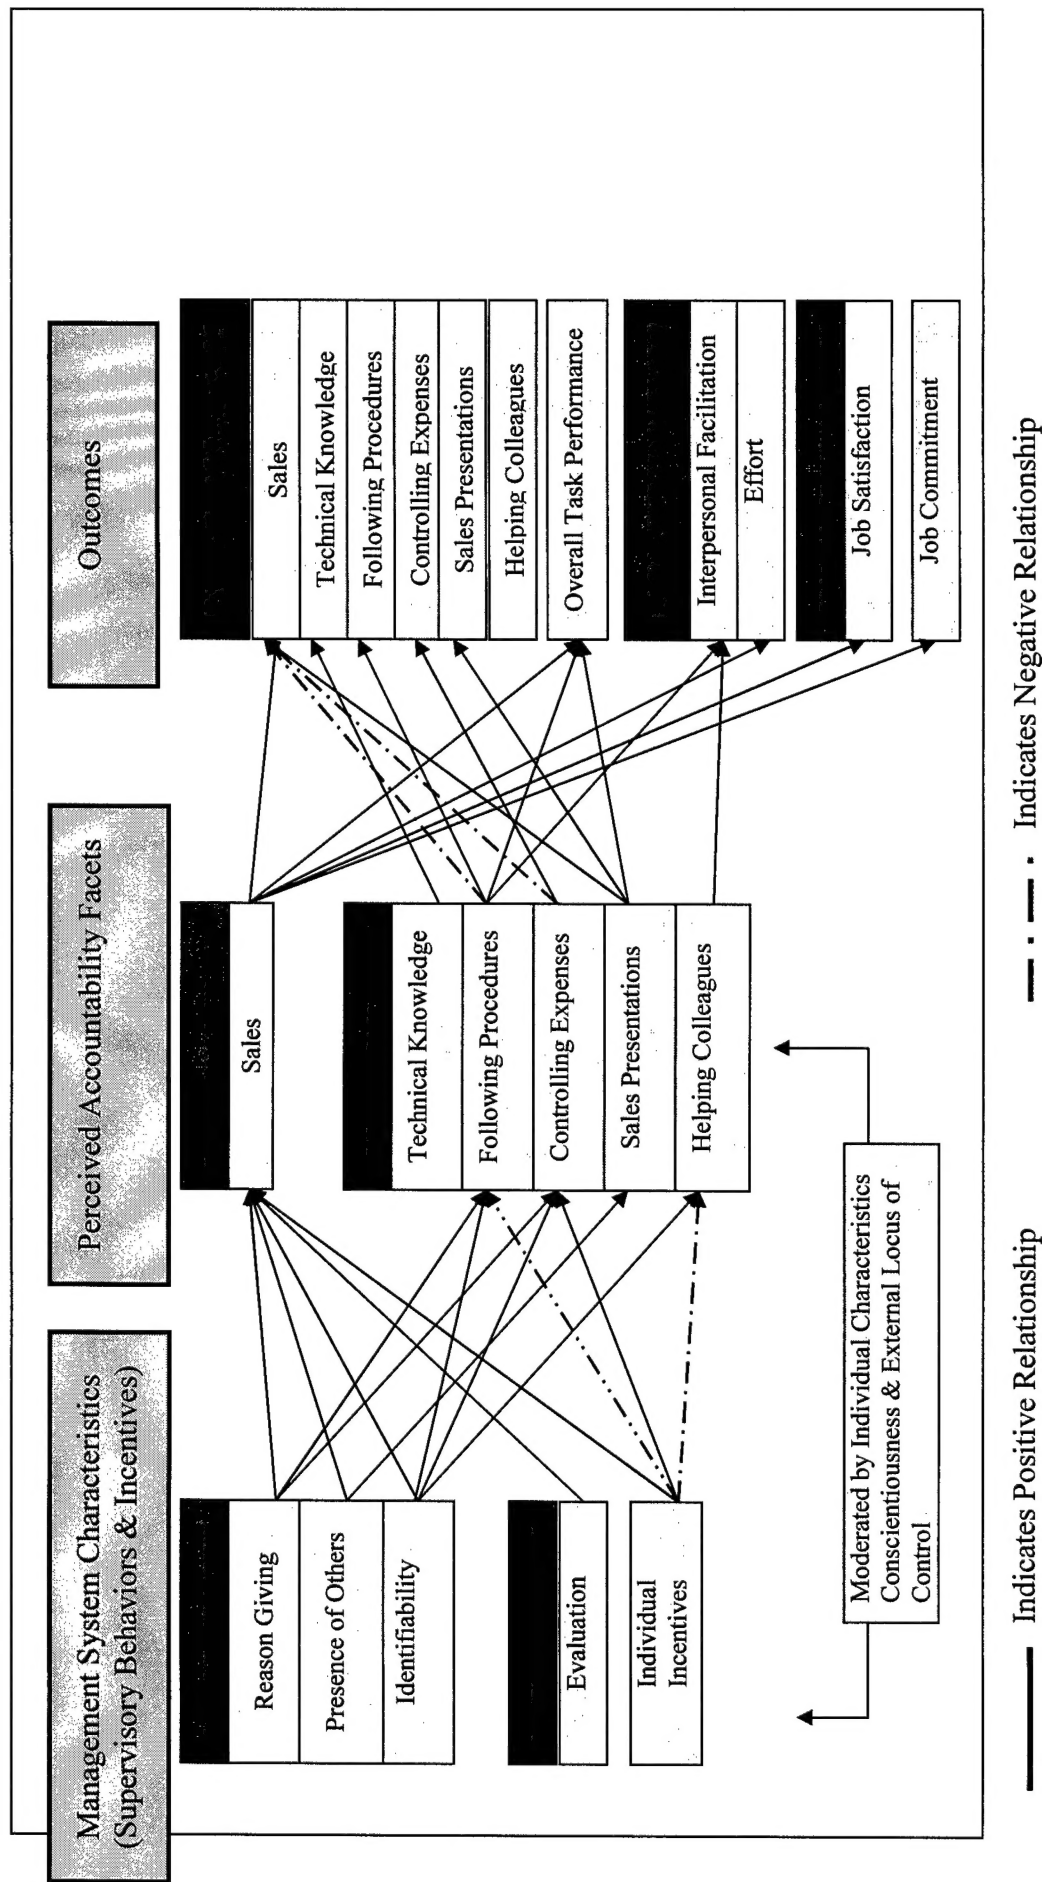 Management System Characteristics
(Supervisory Behaviors & Incentives)
Reason Giving
Presence of Others
Identifiability
Evaluation
Individual
Incentives
Perceived Accountability Facets
Sales
Technical Knowledge
Following Procedures
Controlling Expenses
Sales Presentations
Helping Colleagues
Outcomes
Sales
Technical Knowledge
Following Procedures
Controlling Expenses
Sales Presentations
Helping Colleagues
Overall Task Performance
Interpersonal Facilitation
Effort
Job Satisfaction
Job Commitment
Moderated by Individual Characteristics
Conscientiousness & External Locus of
Control
Indicates Positive Relationship
Indicates Negative Relationship